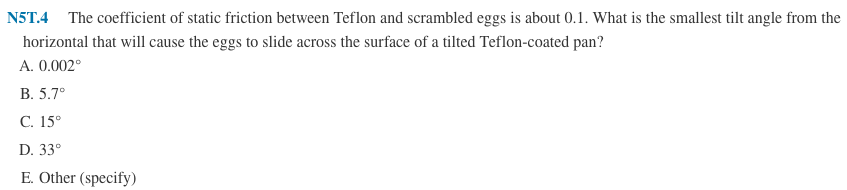 N5T.4 The coefficient of static friction between Teflon and scrambled eggs is about 0.1. What is the smallest tilt angle from the
horizontal that will cause the eggs to slide across the surface of a tilted Teflon-coated pan?
A. 0.002°
B. 5.7°
C. 15°
D. 33°
E. Other (specify)